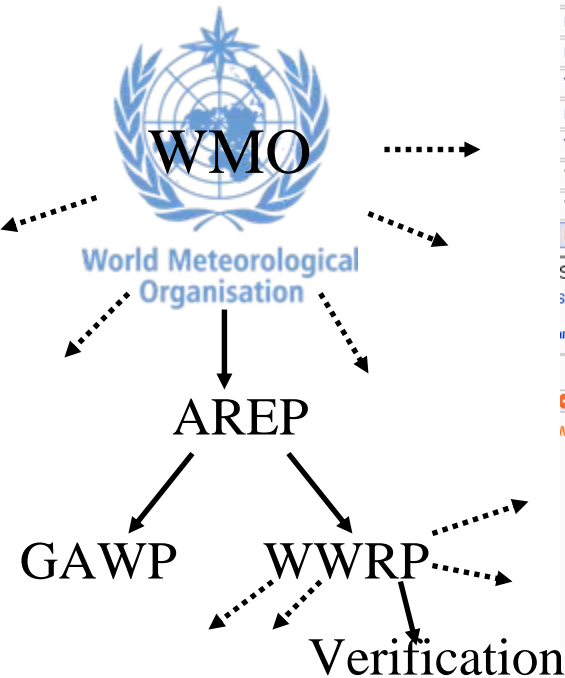 WMO
World Meteorological
Organisation
AREP
GAWP WWRP
Verification